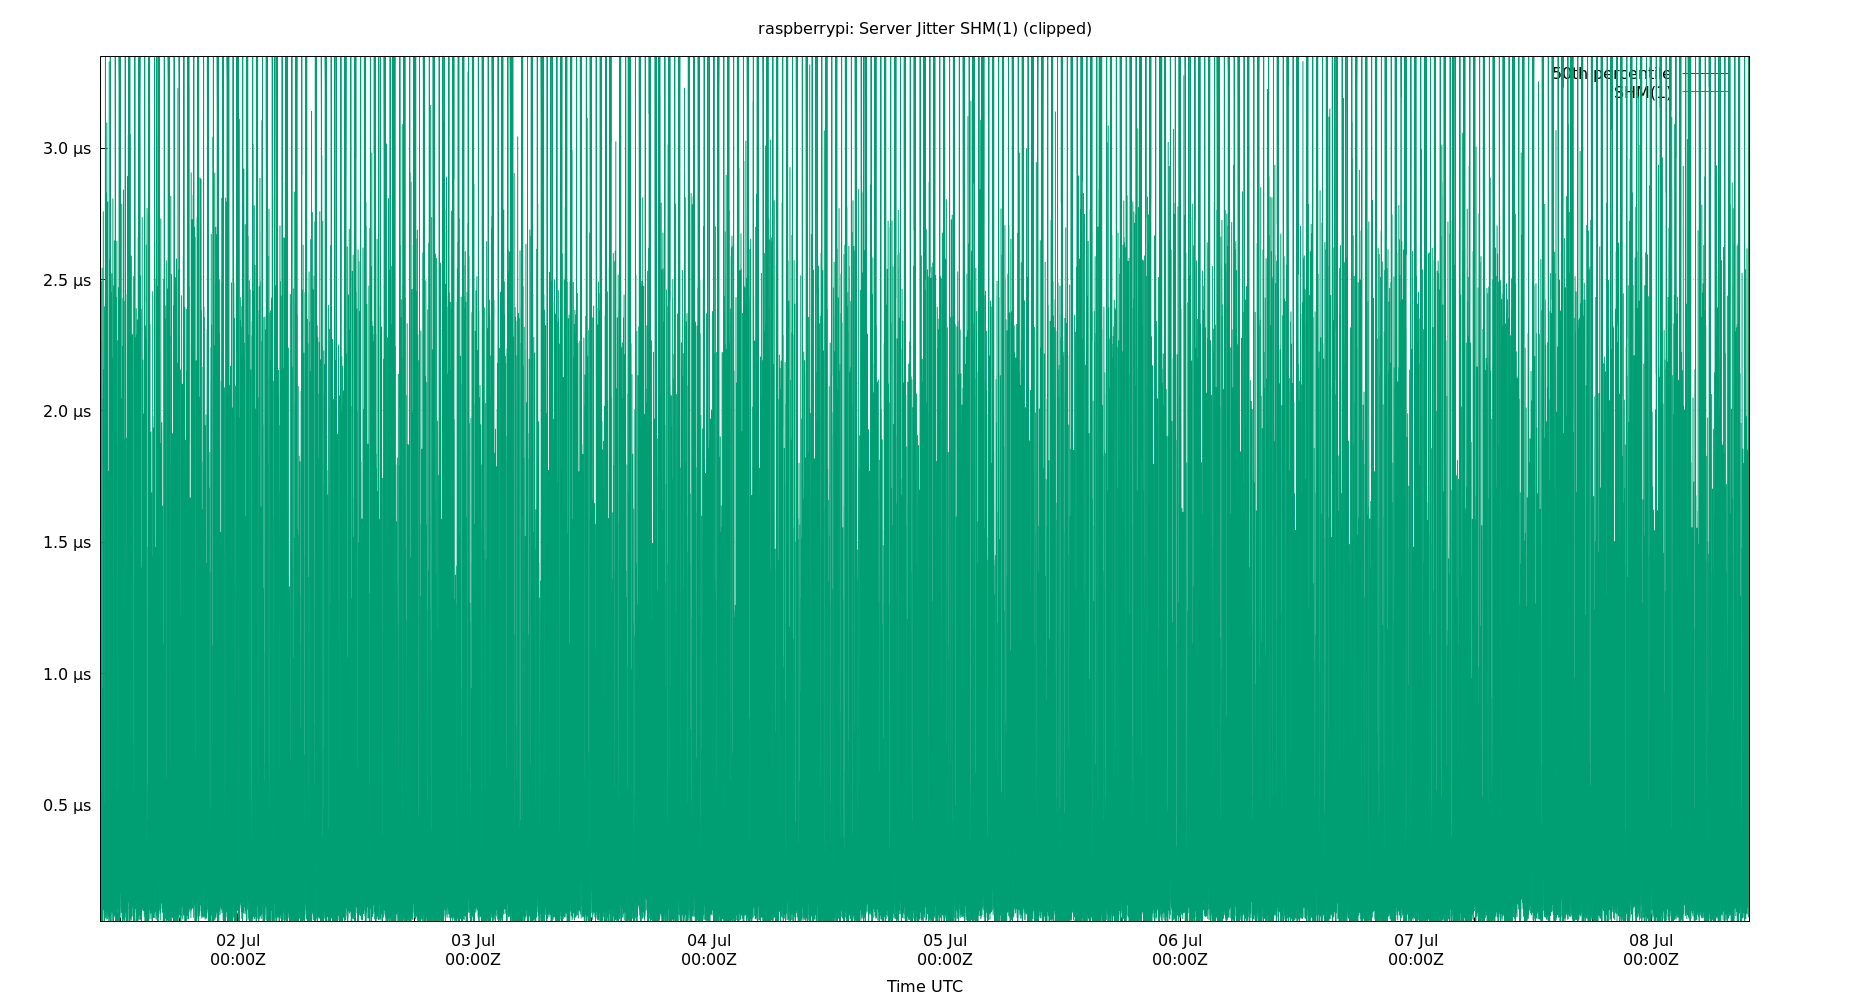 raspberrypi: Server Jitter SHM(1) (clipped)
50th percentile
SHM(1)
3.0 μs
2.5 μs
2.0 μs
1.5 μs
1.0 μs
0.5 μs
02 Jul 03 Jul 04 Jul 05 Jul 06 Jul 07 Jul 08 Jul
00:00Z 00:00Z 00:00Z 00:00Z 00:00Z 00:00Z 00:00Z
Time UTC